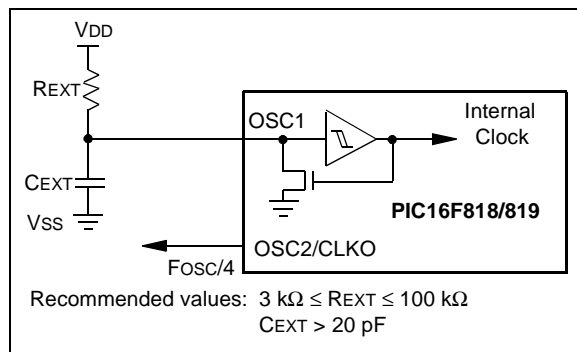 VDD
REXT
OSC1
Internal
Clock
CEXT
PIC16F818/819
VSS
OSC2/CLKO
FOSC/4
Recommended values: 3 kΩ ≤ REXT ≤ 100 kΩ
CEXT > 20 pF